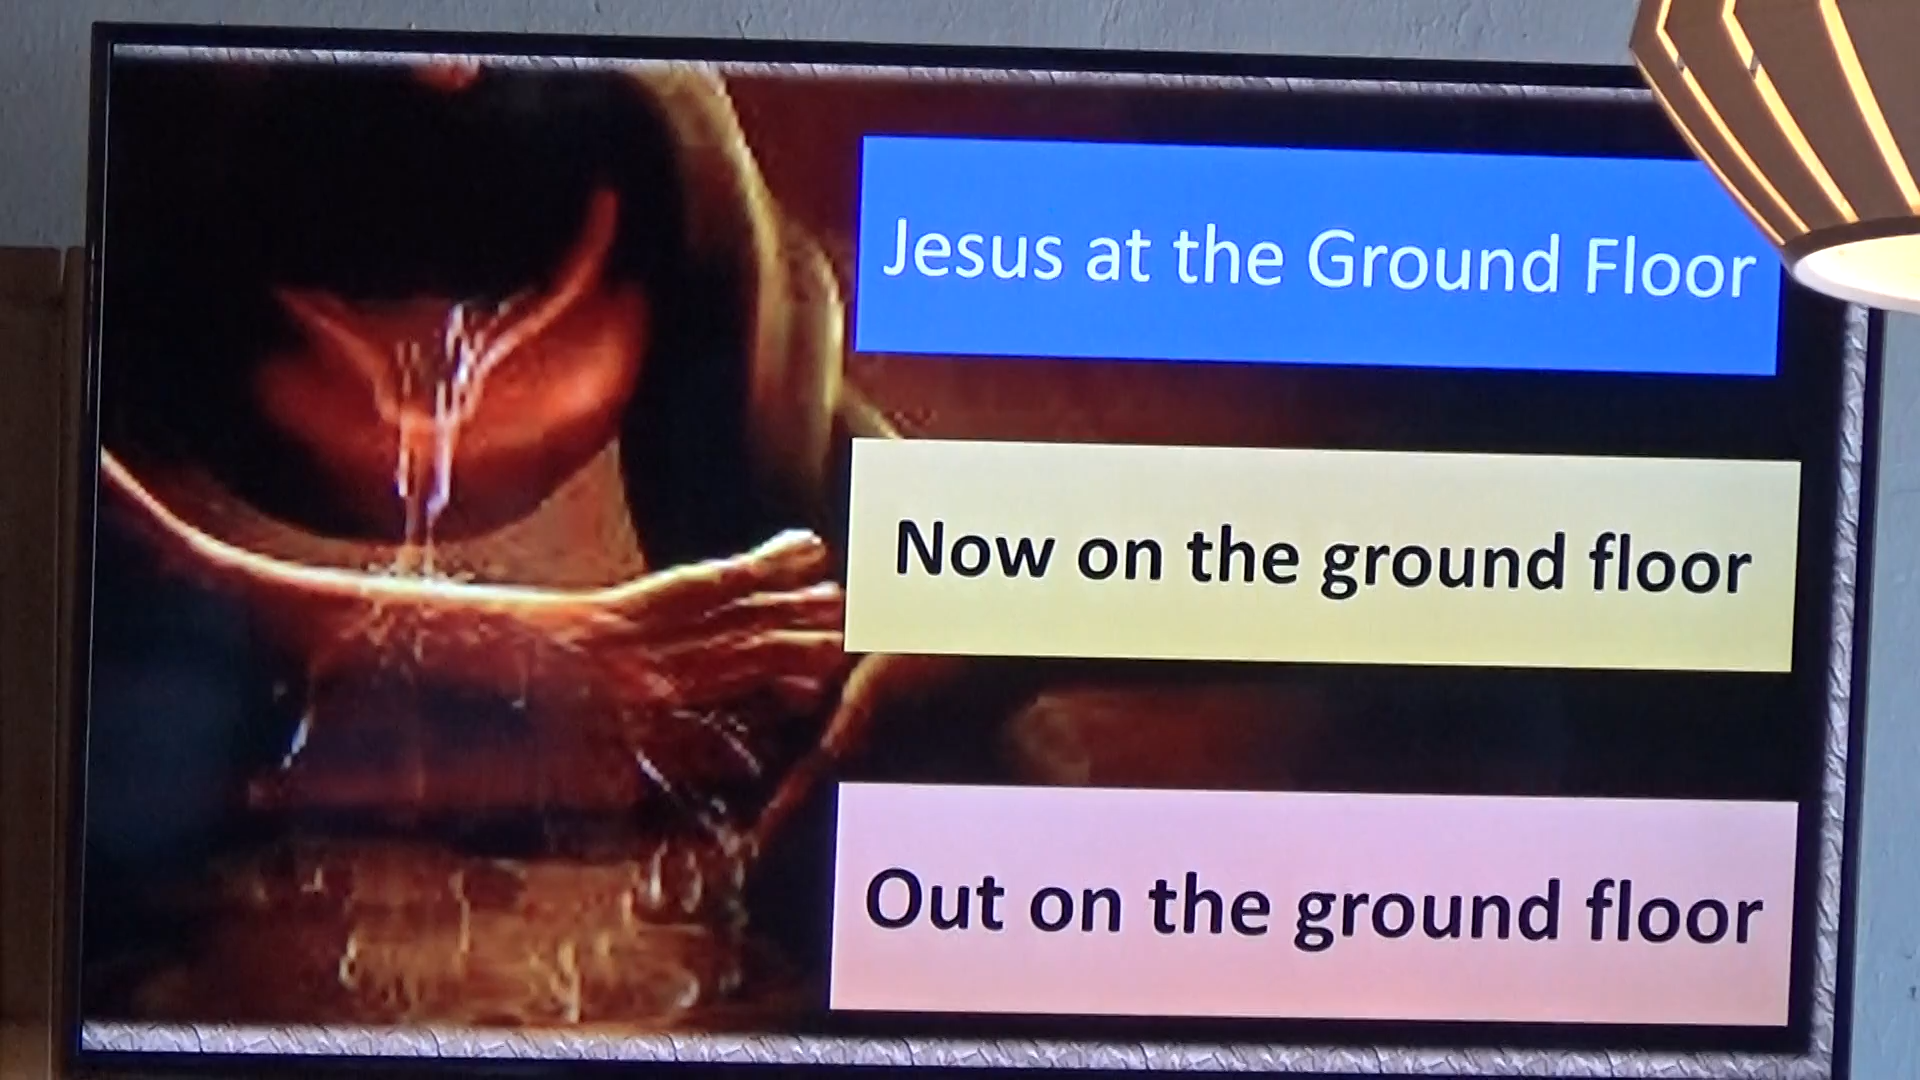 Jesus at the Ground Floor
Now on the ground floor
Out on the ground floor